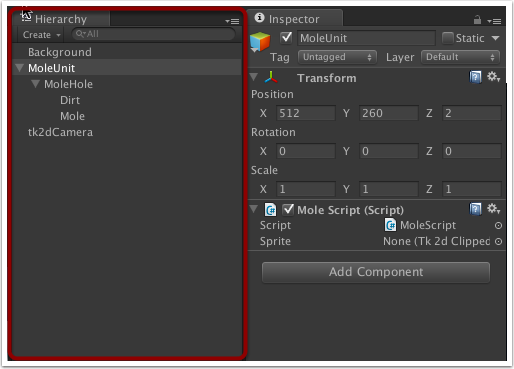 Hierarchy
Create
All
Background
MoleUnit
MoleHole
Dirt
Mole
tk2dCamera
Inspector
MoleUnit
Static
Tag Untagged Layer Default
Transform
Position
X 512 Y 260 Z 2
Rotation
X 0 Y 0 Z 0
Scale
X 1 Y 1 Z 1
Mole Script (Script)
Script MoleScript
Sprite None (Tk 2d Clipped
Add Component